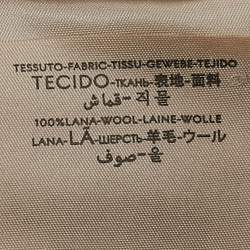 TESSUTO-FABRIC-TISSU-GEWEBE-TEJIDO
TECIDO-ТКАНЬ-表地-面料
قماش-직물
100%LANA-WOOL-LAINE-WOLLE
LANA-LÃ-ШЕРСТЬ-羊毛-ウール
صوف-울